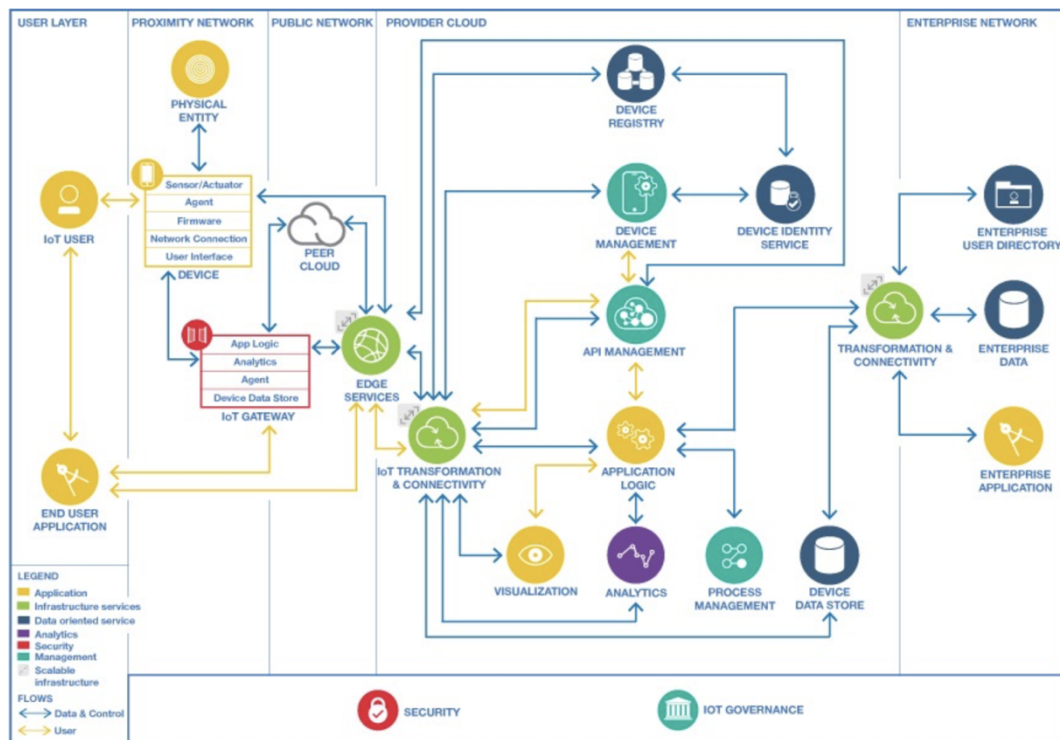 USER LAYER
PROXIMITY NETWORK
PUBLIC NETWORK
PROVIDER CLOUD
ENTERPRISE NETWORK
PHYSICAL
ENTITY
DEVICE
REGISTRY
Sensor/Actuator
Agent
Firmware
Network Connection
User Interface
DEVICE
IoT USER
PEER
CLOUD
DEVICE
MANAGEMENT
DEVICE IDENTITY
SERVICE
ENTERPRISE
USER DIRECTORY
App Logic
Analytics
Agent
Device Data Store
IoT GATEWAY
EDGE
SERVICES
API MANAGEMENT
TRANSFORMATION &
CONNECTIVITY
ENTERPRISE
DATA
IoT TRANSFORMATION
& CONNECTIVITY
APPLICATION
LOGIC
ENTERPRISE
APPLICATION
END USER
APPLICATION
VISUALIZATION
ANALYTICS
PROCESS
MANAGEMENT
DEVICE
DATA STORE
LEGEND
Application
Infrastructure services
Data oriented service
Analytics
Security
Management
Scalable
infrastructure
FLOWS
Data & Control
User
SECURITY
IOT GOVERNANCE